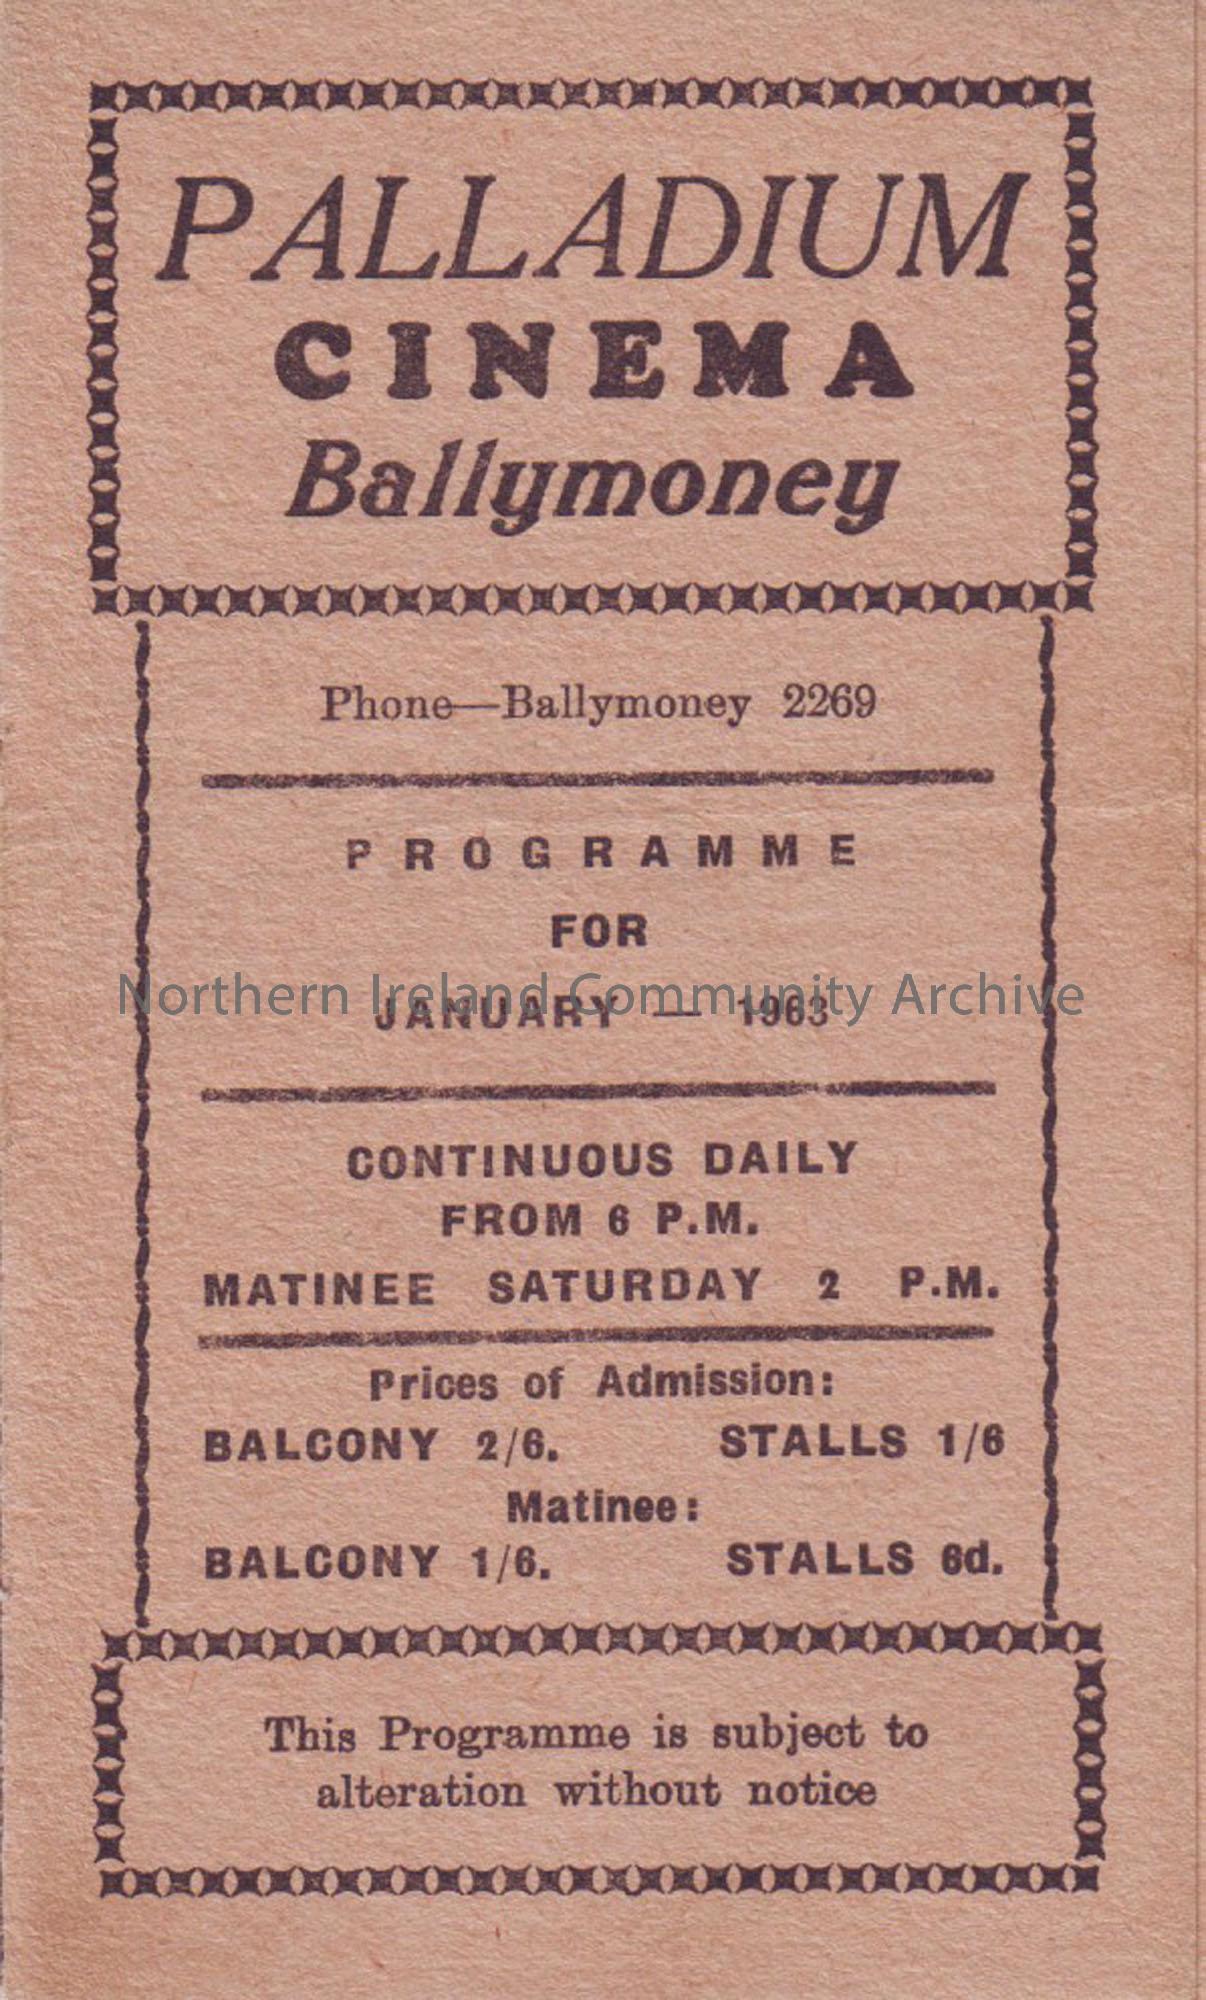 PALLADIUM
CINEMA
Ballymoney
Phone—Ballymoney 2269
PROGRAMME
FOR
JANUARY — 1963
Northern Ireland Community Archive
CONTINUOUS DAILY
FROM 6 P.M.
MATINEE SATURDAY 2 P.M.
Prices of Admission:
BALCONY 2/6. STALLS 1/6
Matinee:
BALCONY 1/6. STALLS 6d.
This Programme is subject to
alteration without notice